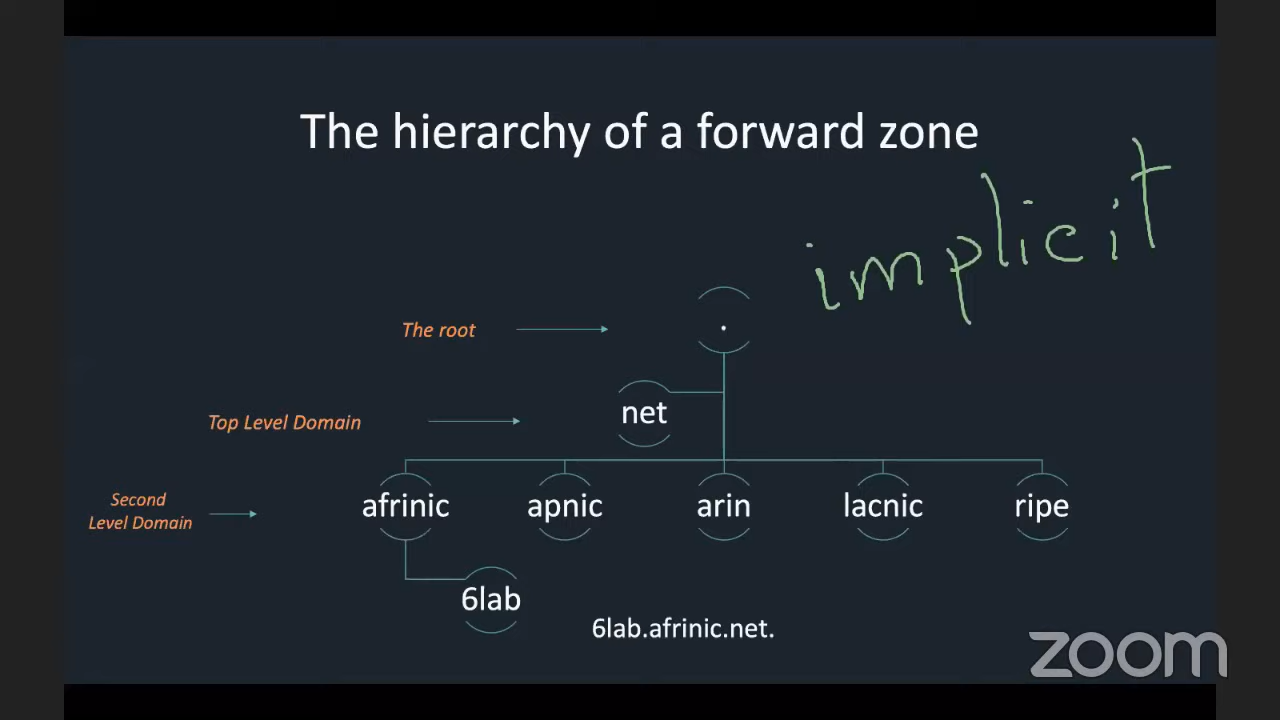 The hierarchy of a forward zone
implicit
The root
.
Top Level Domain
net
Second
Level Domain
afrinic apnic arin lacnic ripe
6lab
6lab.afrinic.net.
zoom